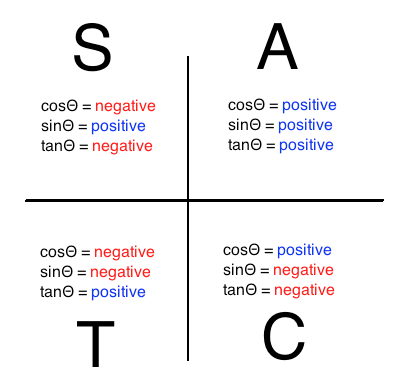 S
A
cosΘ = negative
sinΘ = positive
tanΘ = negative
cosΘ = positive
sinΘ = positive
tanΘ = positive
cosΘ = negative
sinΘ = negative
tanΘ = positive
cosΘ = positive
sinΘ = negative
tanΘ = negative
T
C